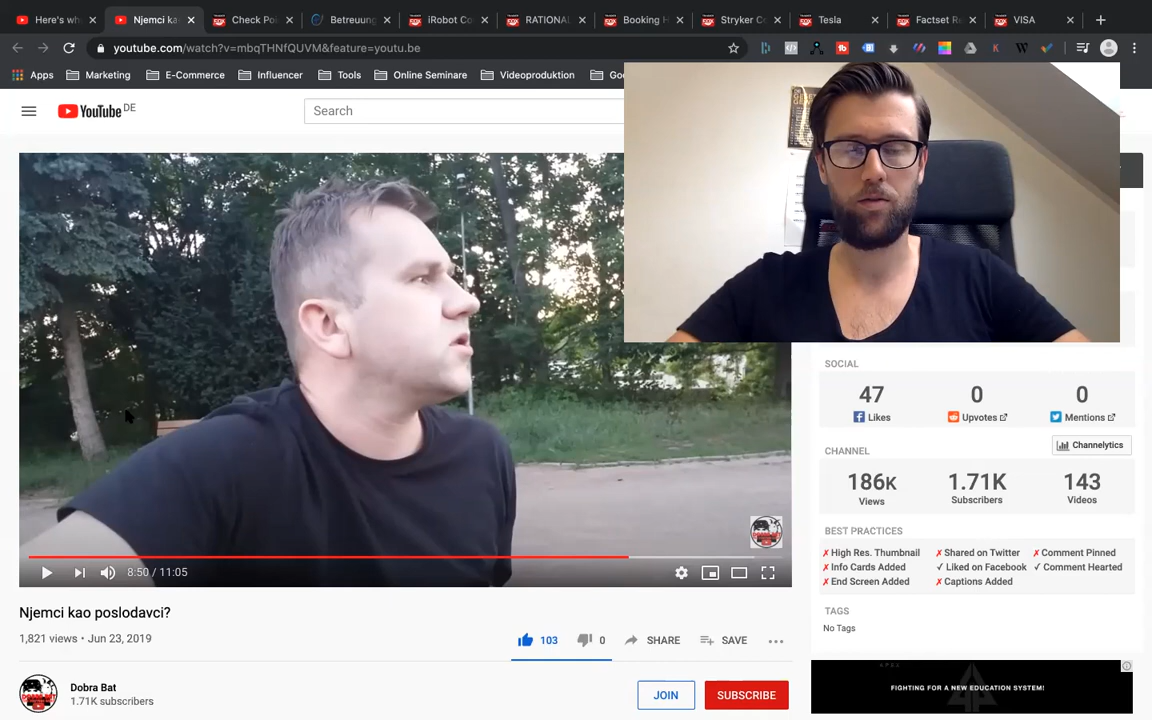 Here's wh
Njemci ka
Check Poi
Betreuung
iRobot Co
RATIONAL
Booking H
Stryker Co
Tesla
Factset Re
VISA
youtube.com/watch?v=mbqTHNfQUVM&feature=youtu.be
Apps Marketing E-Commerce Influencer Tools Online Seminare Videoproduktion Goo
YouTube DE
Search
8:50 / 11:05
Njemci kao poslodavci?
1,821 views • Jun 23, 2019
103 0 SHARE SAVE
Dobra Bat
1.71K subscribers
JOIN SUBSCRIBE
SOCIAL
47 0 0
Likes Upvotes Mentions
CHANNEL
Channelytics
186K 1.71K 143
Views Subscribers Videos
BEST PRACTICES
✗ High Res. Thumbnail ✗ Shared on Twitter ✗ Comment Pinned
✗ Info Cards Added ✓ Liked on Facebook ✓ Comment Hearted
✗ End Screen Added ✗ Captions Added
TAGS
No Tags
FIGHTING FOR A NEW EDUCATION SYSTEM!